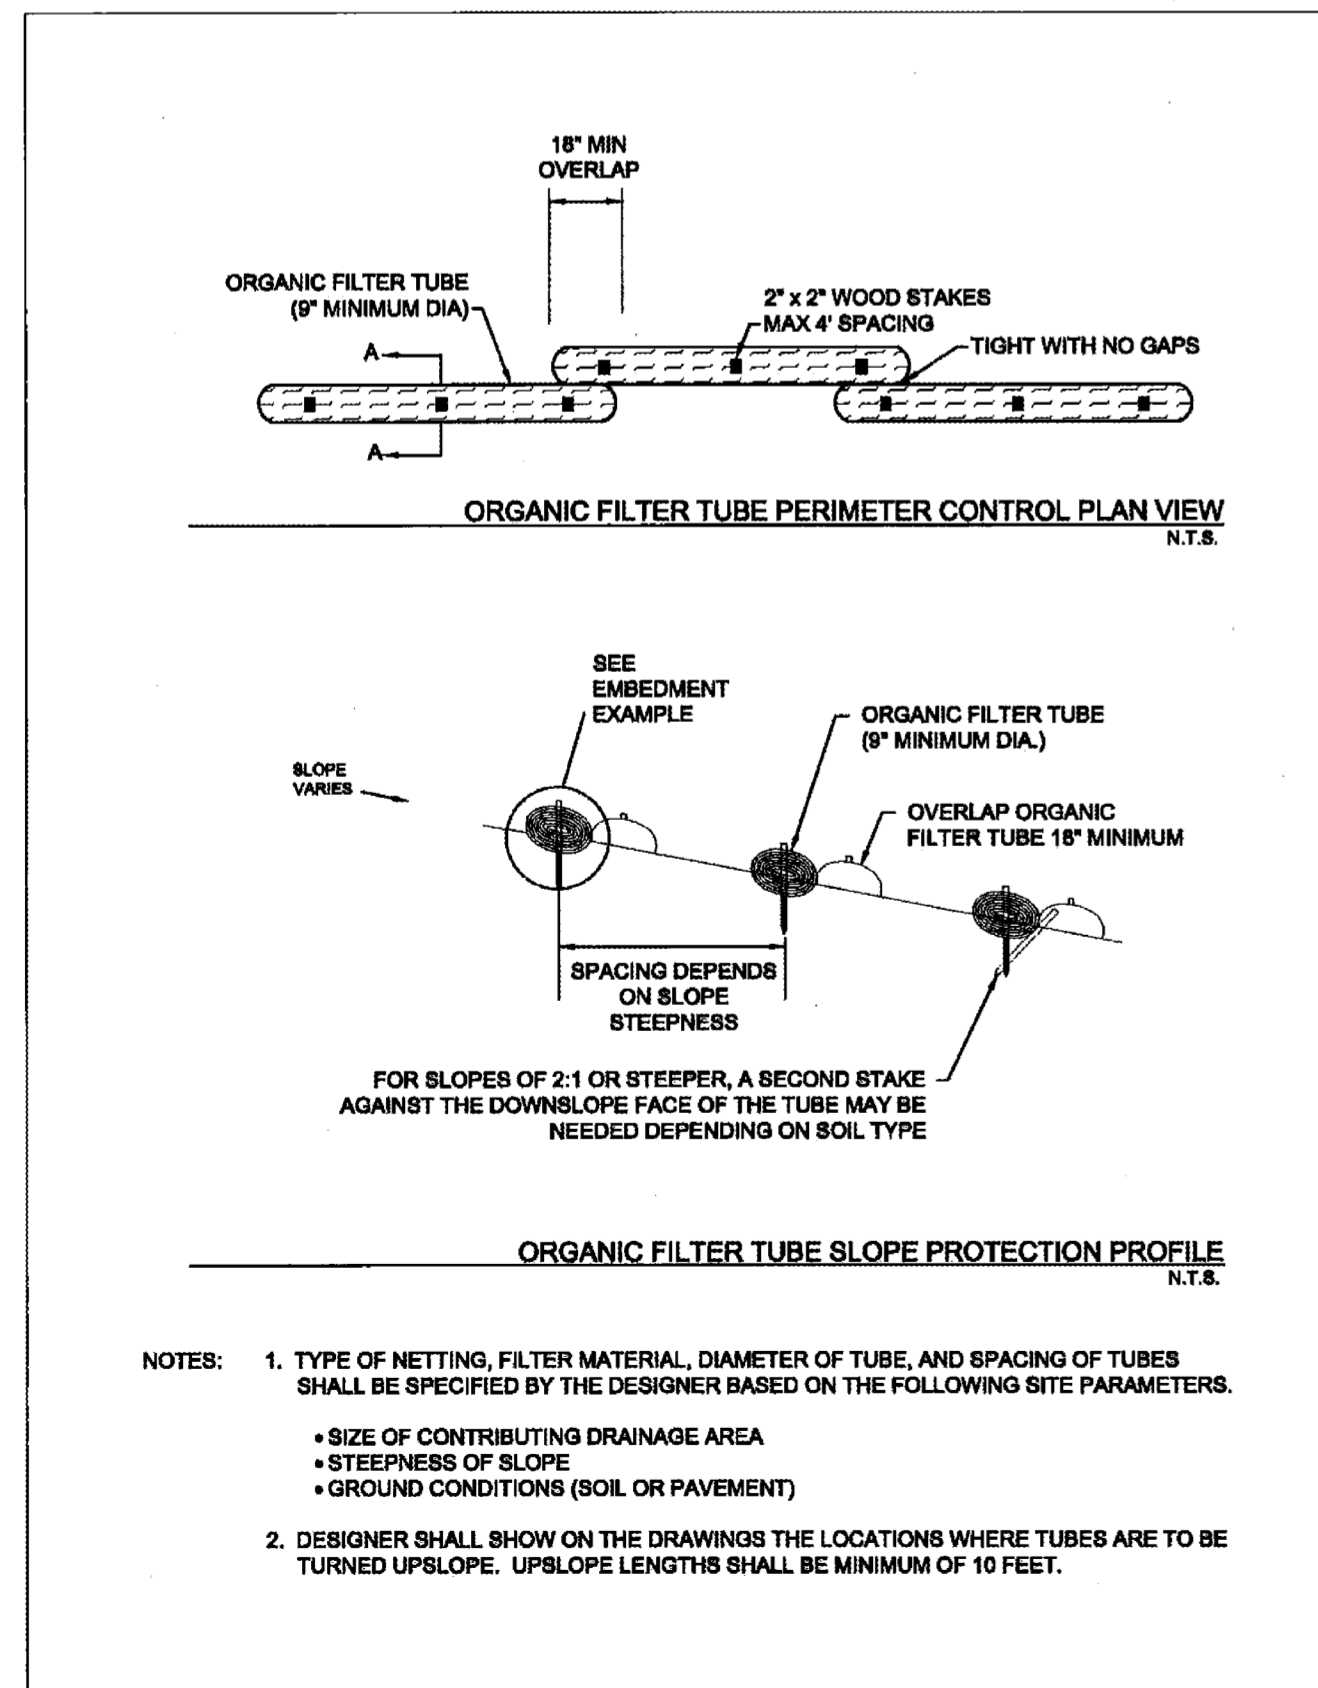 18" MIN
OVERLAP
ORGANIC FILTER TUBE
(9" MINIMUM DIA)
2" x 2" WOOD STAKES
MAX 4' SPACING
TIGHT WITH NO GAPS
A
A
ORGANIC FILTER TUBE PERIMETER CONTROL PLAN VIEW
N.T.S.
SEE
EMBEDMENT
EXAMPLE
ORGANIC FILTER TUBE
(9" MINIMUM DIA.)
SLOPE
VARIES
OVERLAP ORGANIC
FILTER TUBE 18" MINIMUM
SPACING DEPENDS
ON SLOPE
STEEPNESS
FOR SLOPES OF 2:1 OR STEEPER, A SECOND STAKE
AGAINST THE DOWNSLOPE FACE OF THE TUBE MAY BE
NEEDED DEPENDING ON SOIL TYPE
ORGANIC FILTER TUBE SLOPE PROTECTION PROFILE
N.T.S.
NOTES: 1. TYPE OF NETTING, FILTER MATERIAL, DIAMETER OF TUBE, AND SPACING OF TUBES
SHALL BE SPECIFIED BY THE DESIGNER BASED ON THE FOLLOWING SITE PARAMETERS.
• SIZE OF CONTRIBUTING DRAINAGE AREA
• STEEPNESS OF SLOPE
• GROUND CONDITIONS (SOIL OR PAVEMENT)
2. DESIGNER SHALL SHOW ON THE DRAWINGS THE LOCATIONS WHERE TUBES ARE TO BE
TURNED UPSLOPE. UPSLOPE LENGTHS SHALL BE MINIMUM OF 10 FEET.